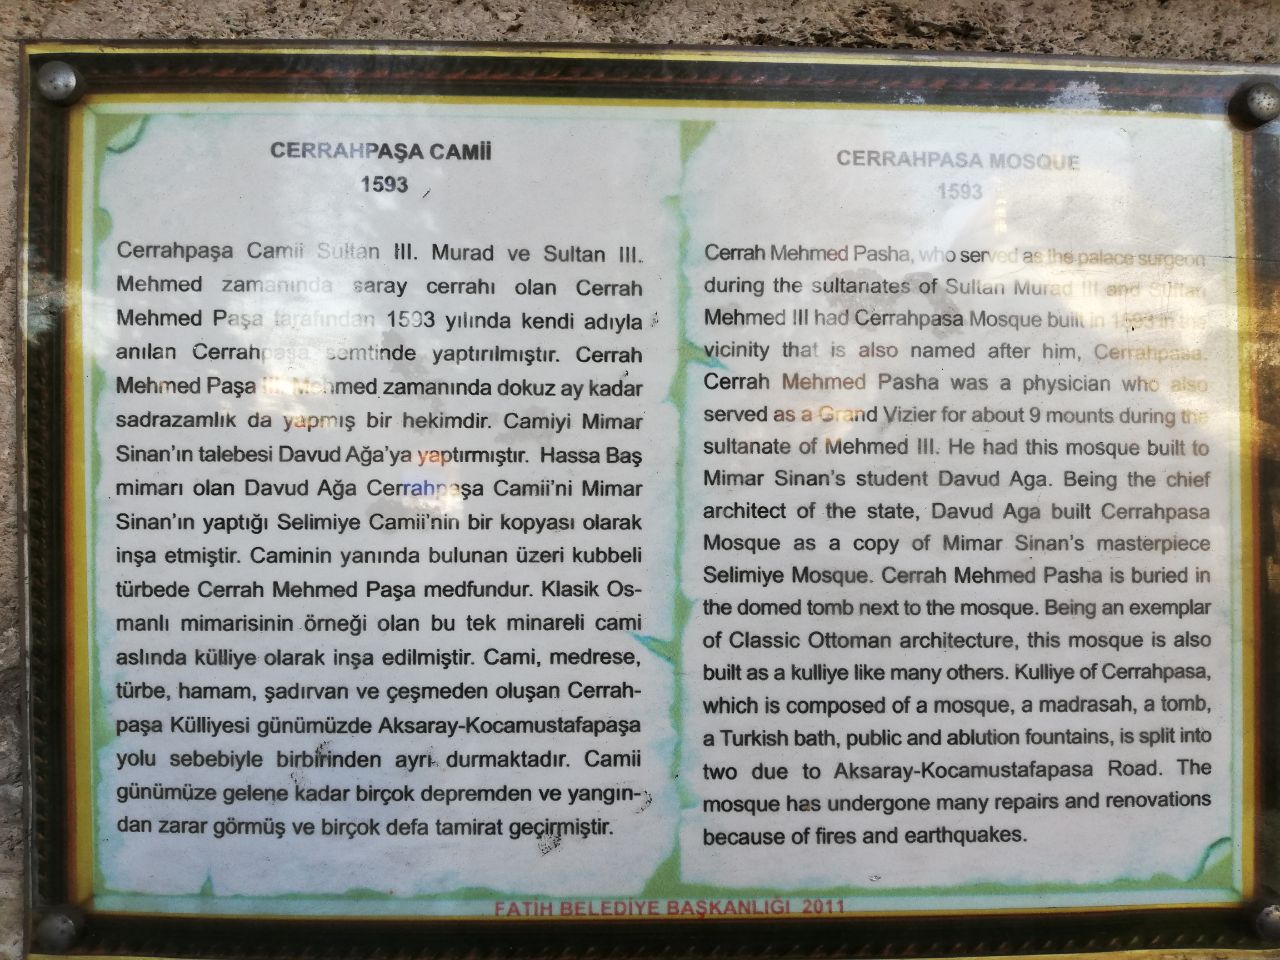 CERRAHPAŞA CAMİİ
1593
Cerrahpaşa Camii Sultan III. Murad ve Sultan III.
Mehmed zamanında saray cerrahı olan Cerrah
Mehmed Paşa tarafından 1593 yılında kendi adıyla
anılan Cerrahpaşa semtinde yaptırılmıştır. Cerrah
Mehmed Paşa III. Mehmed zamanında dokuz ay kadar
sadrazamlık da yapmış bir hekimdir. Camiyi Mimar
Sinan'ın talebesi Davud Ağa'ya yaptırmıştır. Hassa Baş
mimarı olan Davud Ağa Cerrahpaşa Camii'ni Mimar
Sinan'ın yaptığı Selimiye Camii'nin bir kopyası olarak
inşa etmiştir. Caminin yanında bulunan üzeri kubbeli
türbede Cerrah Mehmed Paşa medfundur. Klasik Os-
manlı mimarisinin örneği olan bu tek minareli cami
aslında külliye olarak inşa edilmiştir. Cami, medrese,
türbe, hamam, şadırvan ve çeşmeden oluşan Cerrah-
paşa Külliyesi günümüzde Aksaray-Kocamustafapaşa
yolu sebebiyle birbirinden ayrı durmaktadır. Camii
günümüze gelene kadar birçok depremden ve yangın-
dan zarar görmüş ve birçok defa tamirat geçirmiştir.
CERRAHPASA MOSQUE
1593
Cerrah Mehmed Pasha, who served as the palace surgeon
during the sultanates of Sultan Murad III and Sultan
Mehmed III had Cerrahpasa Mosque built in 1593 in the
vicinity that is also named after him, Cerrahpasa.
Cerrah Mehmed Pasha was a physician who also
served as a Grand Vizier for about 9 mounts during the
sultanate of Mehmed III. He had this mosque built to
Mimar Sinan's student Davud Aga. Being the chief
architect of the state, Davud Aga built Cerrahpasa
Mosque as a copy of Mimar Sinan's masterpiece
Selimiye Mosque. Cerrah Mehmed Pasha is buried in
the domed tomb next to the mosque. Being an exemplar
of Classic Ottoman architecture, this mosque is also
built as a kulliye like many others. Kulliye of Cerrahpasa,
which is composed of a mosque, a madrasah, a tomb,
a Turkish bath, public and ablution fountains, is split into
two due to Aksaray-Kocamustafapasa Road. The
mosque has undergone many repairs and renovations
because of fires and earthquakes.
FATİH BELEDİYE BAŞKANLIĞI 2011